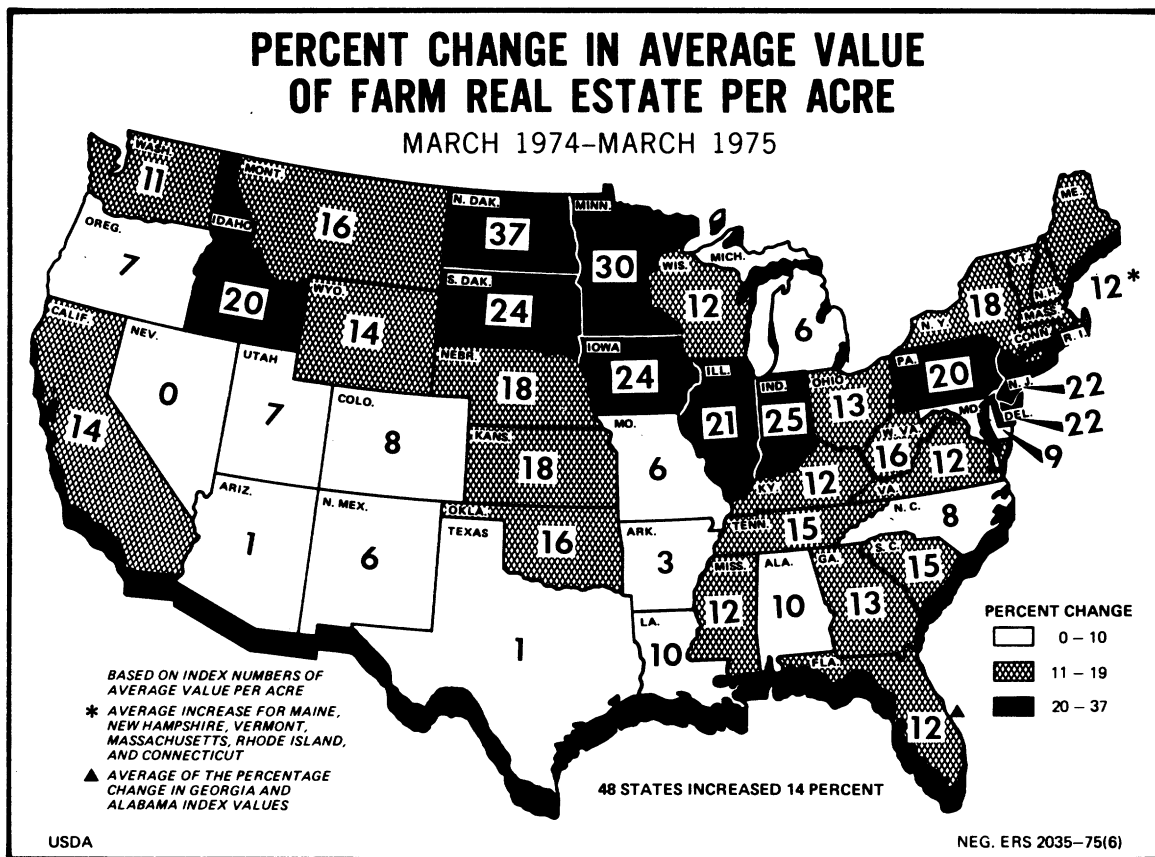 PERCENT CHANGE IN AVERAGE VALUE
OF FARM REAL ESTATE PER ACRE
MARCH 1974–MARCH 1975
WASH.
11
OREG.
7
CALIF.
14
IDAHO
20
NEV.
0
MONT.
16
WYO.
14
UTAH
7
COLO.
8
ARIZ.
1
N. MEX.
6
N. DAK.
37
S. DAK.
24
NEBR.
18
KANS.
18
OKLA.
16
TEXAS
1
MINN.
30
IOWA
24
MO.
6
ARK.
3
LA.
10
WIS.
12
ILL.
21
MICH.
6
IND.
25
OHIO
13
KY.
12
TENN.
15
MISS.
12
ALA.
10
GA.
13
FLA.
12
S. C.
15
N. C.
8
VA.
12
W. VA.
16
PA.
20
N. Y.
18
VT.
N.H.
ME.
MASS.
CONN.
R. I.
12*
N. J.
22
DEL.
22
MD.
9
PERCENT CHANGE
0 – 10
11 – 19
20 – 37
BASED ON INDEX NUMBERS OF
AVERAGE VALUE PER ACRE
* AVERAGE INCREASE FOR MAINE,
NEW HAMPSHIRE, VERMONT,
MASSACHUSETTS, RHODE ISLAND,
AND CONNECTICUT
▲ AVERAGE OF THE PERCENTAGE
CHANGE IN GEORGIA AND
ALABAMA INDEX VALUES
48 STATES INCREASED 14 PERCENT
USDA
NEG. ERS 2035–75(6)